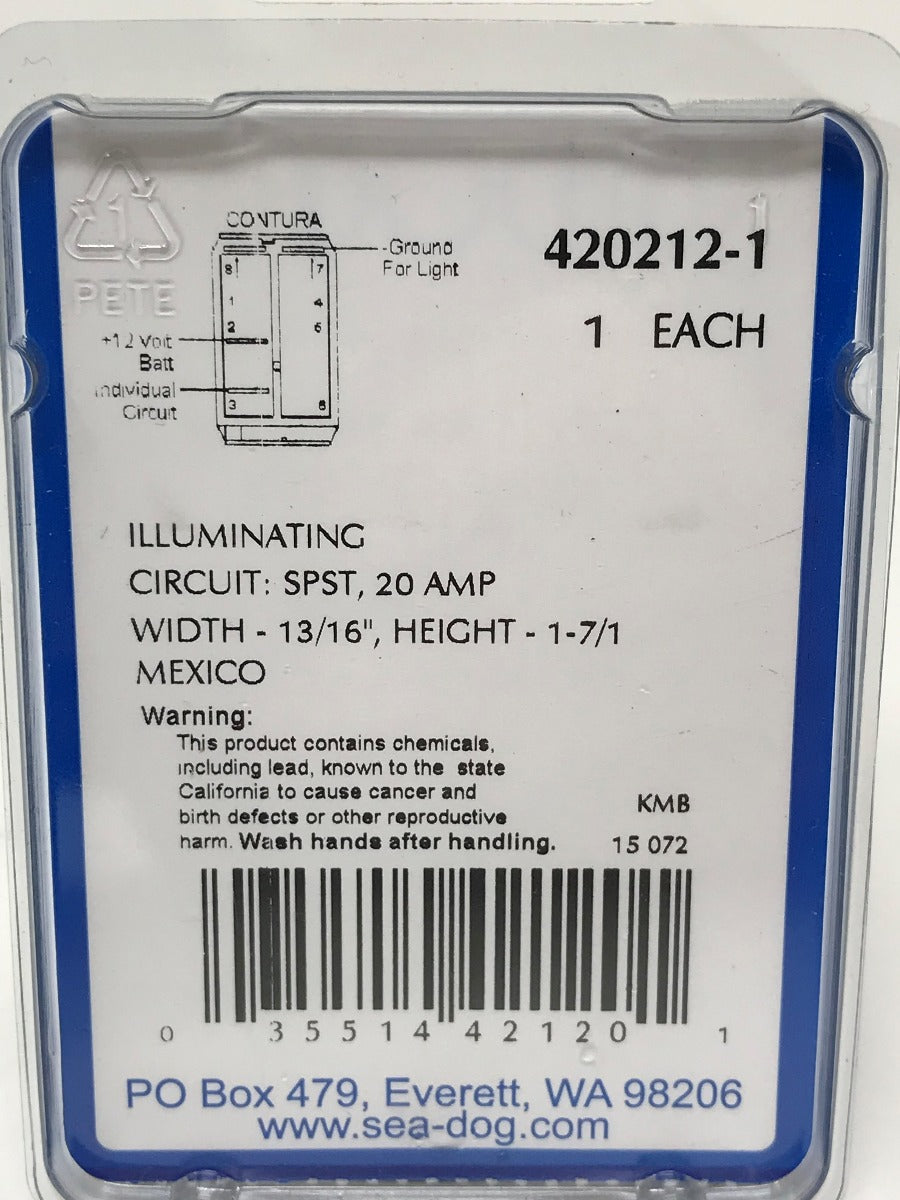 1
PETE
CONTURA
-Ground
For Light
8
7
1
4
2
6
+12 Volt
Batt
Individual
Circuit
3
6
420212-1
1 EACH
ILLUMINATING
CIRCUIT: SPST, 20 AMP
WIDTH - 13/16", HEIGHT - 1-7/1
MEXICO
Warning:
This product contains chemicals,
including lead, known to the state
California to cause cancer and
birth defects or other reproductive
harm. Wash hands after handling.
KMB
15 072
0 35514 42120 1
PO Box 479, Everett, WA 98206
www.sea-dog.com